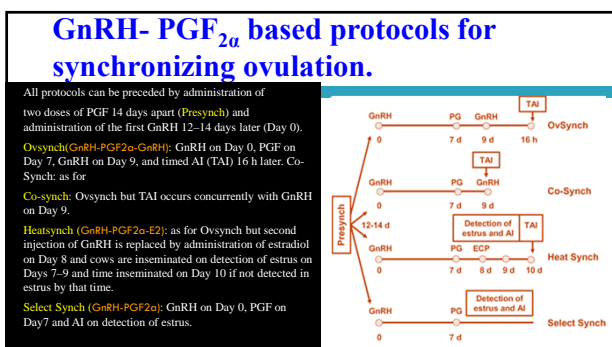 GnRH- PGF2α based protocols for
synchronizing ovulation.
All protocols can be preceded by administration of
two doses of PGF 14 days apart (Presynch) and
administration of the first GnRH 12–14 days later (Day 0).
Ovsynch(GnRH-PGF2α-GnRH): GnRH on Day 0, PGF on
Day 7, GnRH on Day 9, and timed AI (TAI) 16 h later. Co-
Synch: as for
Co-synch: Ovsynch but TAI occurs concurrently with GnRH
on Day 9.
Heatsynch (GnRH-PGF2α-E2): as for Ovsynch but second
injection of GnRH is replaced by administration of estradiol
on Day 8 and cows are inseminated on detection of estrus on
Days 7–9 and time inseminated on Day 10 if not detected in
estrus by that time.
Select Synch (GnRH-PGF2α): GnRH on Day 0, PGF on
Day7 and AI on detection of estrus.
TAI
GnRH PG GnRH
OvSynch
0 7 d 9 d 16 h
TAI
GnRH PG GnRH
Co-Synch
0 7 d 9 d
Presynch
12-14 d
Detection of
estrus and AI
TAI
GnRH PG ECP
Heat Synch
0 7 d 8 d 9 d 10 d
Detection of
estrus and AI
GnRH PG
Select Synch
0 7 d